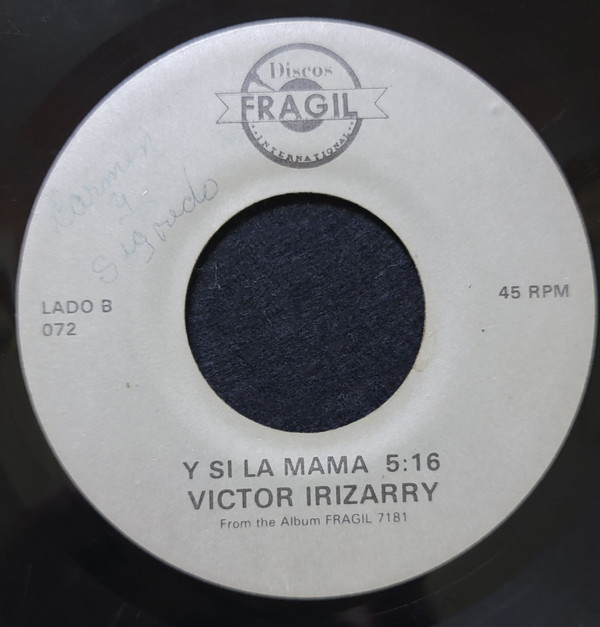 Discos
FRAGIL
INTERNATIONAL
Carmen
y
Sigredo
LADO B
072
45 RPM
Y SI LA MAMA 5:16
VICTOR IRIZARRY
From the Album FRAGIL 7181